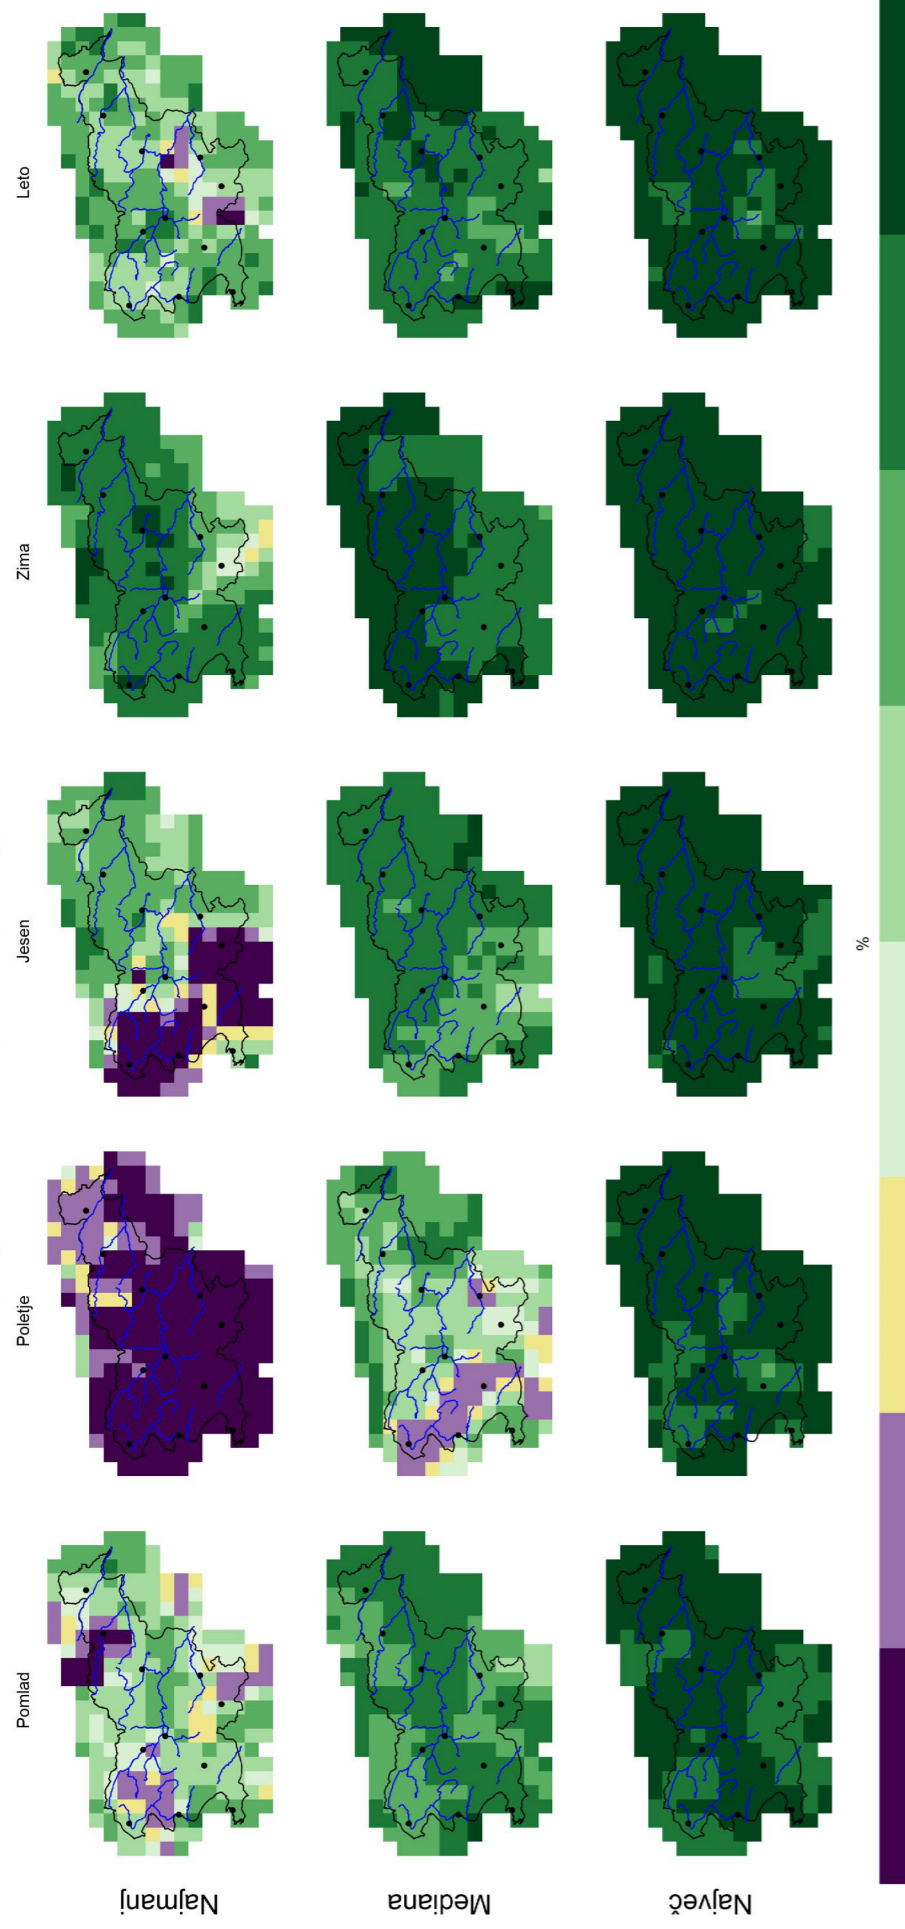 Pomlad
Poletje
Jesen
Zima
Leto
Najmanj
Mediana
Največ
%